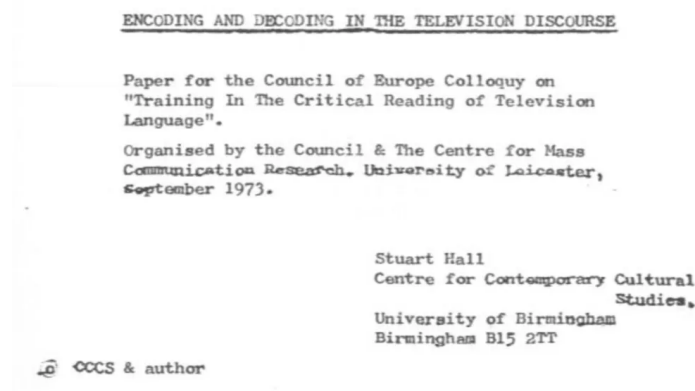 ENCODING AND DECODING IN THE TELEVISION DISCOURSE
Paper for the Council of Europe Colloquy on
"Training In The Critical Reading of Television
Language".
Organised by the Council & The Centre for Mass
Communication Research. University of Leicester,
September 1973.
Stuart Hall
Centre for Contemporary Cultural
Studies.
University of Birmingham
Birmingham B15 2TT
© CCCS & author